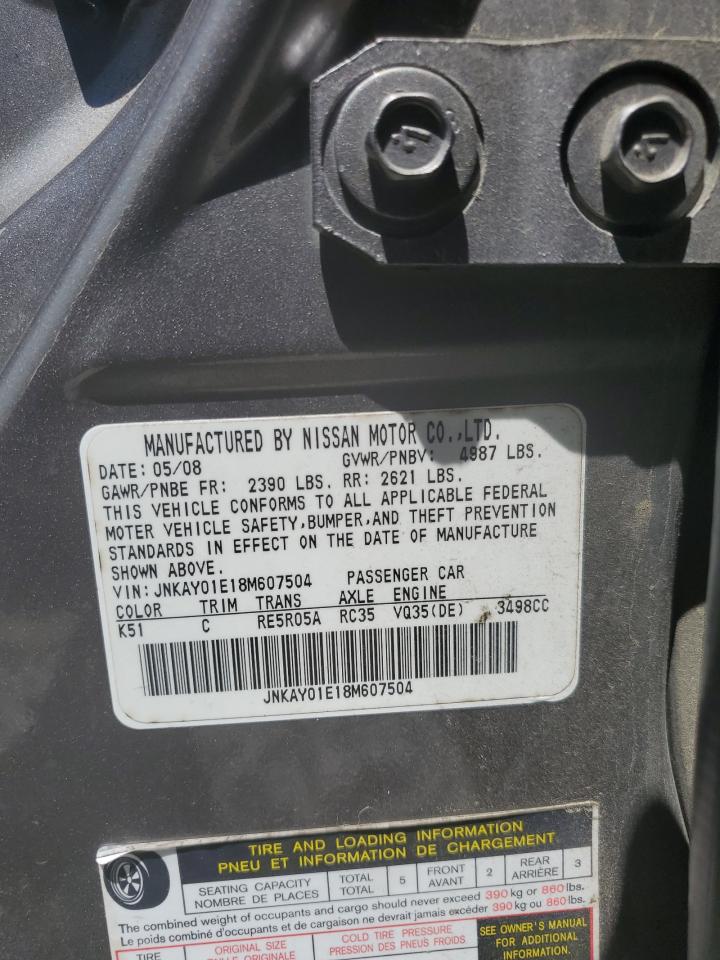 MANUFACTURED BY NISSAN MOTOR CO.,LTD.
DATE: 05/08 GVWR/PNBV: 4987 LBS.
GAWR/PNBE FR: 2390 LBS. RR: 2621 LBS.
THIS VEHICLE CONFORMS TO ALL APPLICABLE FEDERAL
MOTER VEHICLE SAFETY,BUMPER,AND THEFT PREVENTION
STANDARDS IN EFFECT ON THE DATE OF MANUFACTURE
SHOWN ABOVE.
VIN: JNKAY01E18M607504 PASSENGER CAR
COLOR TRIM TRANS AXLE ENGINE
K51 C RE5R05A RC35 VQ35(DE) 3498CC
JNKAY01E18M607504
TIRE AND LOADING INFORMATION
PNEU ET INFORMATION DE CHARGEMENT
SEATING CAPACITY TOTAL 5 FRONT 2 REAR 3
NOMBRE DE PLACES TOTAL AVANT ARRIÈRE
The combined weight of occupants and cargo should never exceed 390 kg or 860 lbs.
Le poids combiné d'occupants et de cargaison ne devrait jamais excéder 390 kg ou 860 lbs.
TIRE ORIGINAL SIZE COLD TIRE PRESSURE SEE OWNER'S MANUAL
TAILLE ORIGINALE PRESSION DES PNEUS FROIDS FOR ADDITIONAL
INFORMATION.